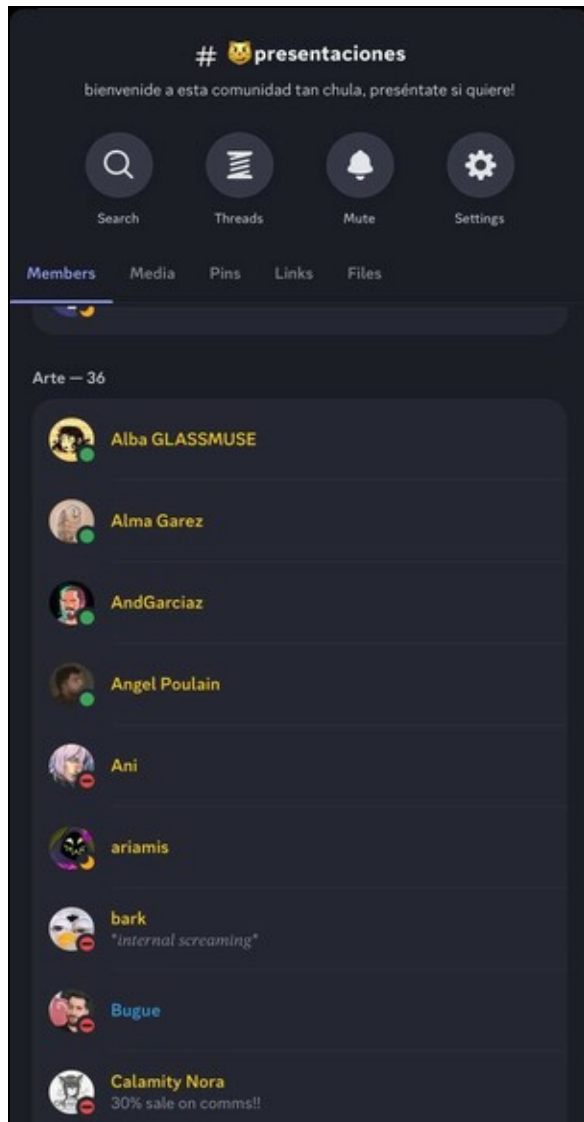 # 😼presentaciones
bienvenide a esta comunidad tan chula, preséntate si quiere!
Search Threads Mute Settings
Members Media Pins Links Files
Arte — 36
Alba GLASSMUSE
Alma Garez
AndGarciaz
Angel Poulain
Ani
ariamis
bark
*internal screaming*
Bugue
Calamity Nora
30% sale on comms!!